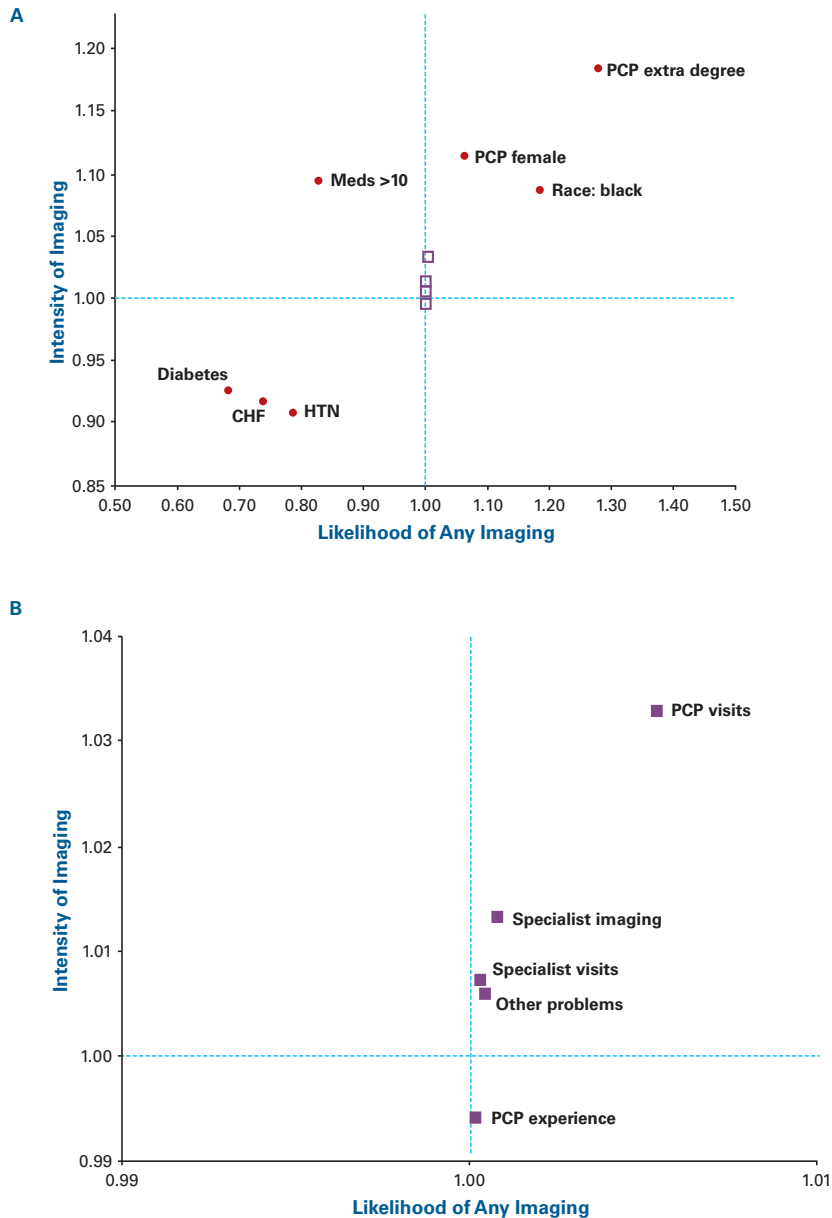 A
1.20
PCP extra degree
1.15
PCP female
1.10
Meds >10
Race: black
1.05
Intensity of Imaging
1.00
0.95
Diabetes
CHF
HTN
0.90
0.85
0.50 0.60 0.70 0.80 0.90 1.00 1.10 1.20 1.30 1.40 1.50
Likelihood of Any Imaging
B
1.04
PCP visits
1.03
1.02
Intensity of Imaging
Specialist imaging
1.01
Specialist visits
Other problems
1.00
PCP experience
0.99
0.99 1.00 1.01
Likelihood of Any Imaging